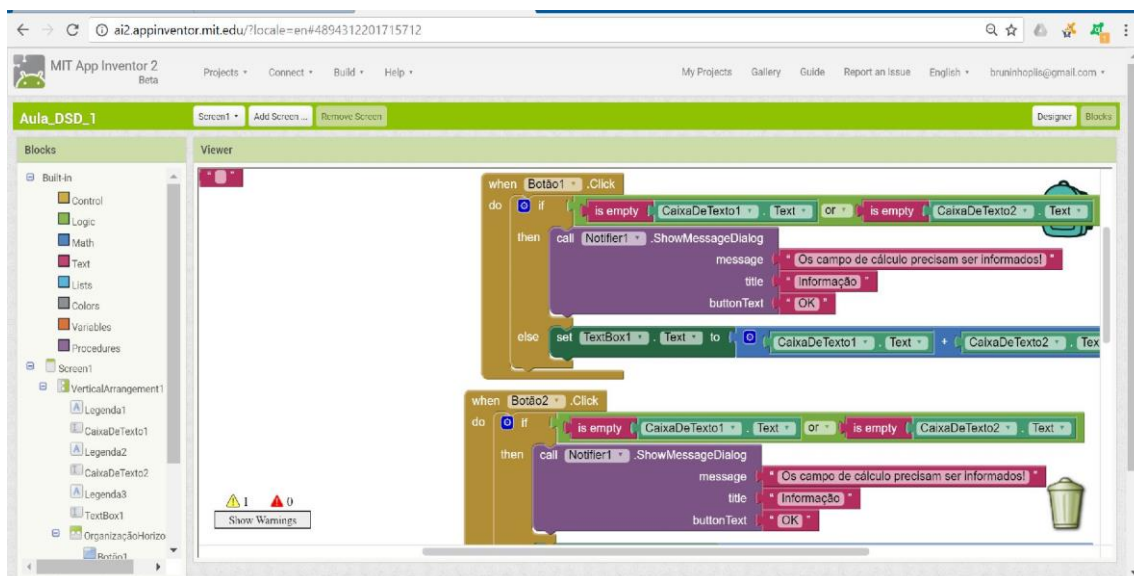 ai2.appinventor.mit.edu/?locale=en#4894312201715712
MIT App Inventor 2
Beta
Projects Connect Build Help My Projects Gallery Guide Report an Issue English bruninhoplis@gmail.com
Aula_DSD_1 Screen1 Add Screen ... Remove Screen Designer Blocks
Blocks Viewer
Built-in
Control
Logic
Math
Text
Lists
Colors
Variables
Procedures
Screen1
VerticalArrangement1
Legenda1
CaixaDeTexto1
Legenda2
CaixaDeTexto2
Legenda3
TextBox1
OrganizaçãoHorizo
Botão1
" "
when Botão1 .Click
do if is empty CaixaDeTexto1 . Text or is empty CaixaDeTexto2 . Text
then call Notifier1 .ShowMessageDialog
message " Os campo de cálculo precisam ser informados! "
title " Informação "
buttonText " OK "
else set TextBox1 . Text to CaixaDeTexto1 . Text + CaixaDeTexto2 . Tex
when Botão2 .Click
do if is empty CaixaDeTexto1 . Text or is empty CaixaDeTexto2 . Text
then call Notifier1 .ShowMessageDialog
message " Os campo de cálculo precisam ser informados! "
title " Informação "
buttonText " OK "
1 0
Show Warnings